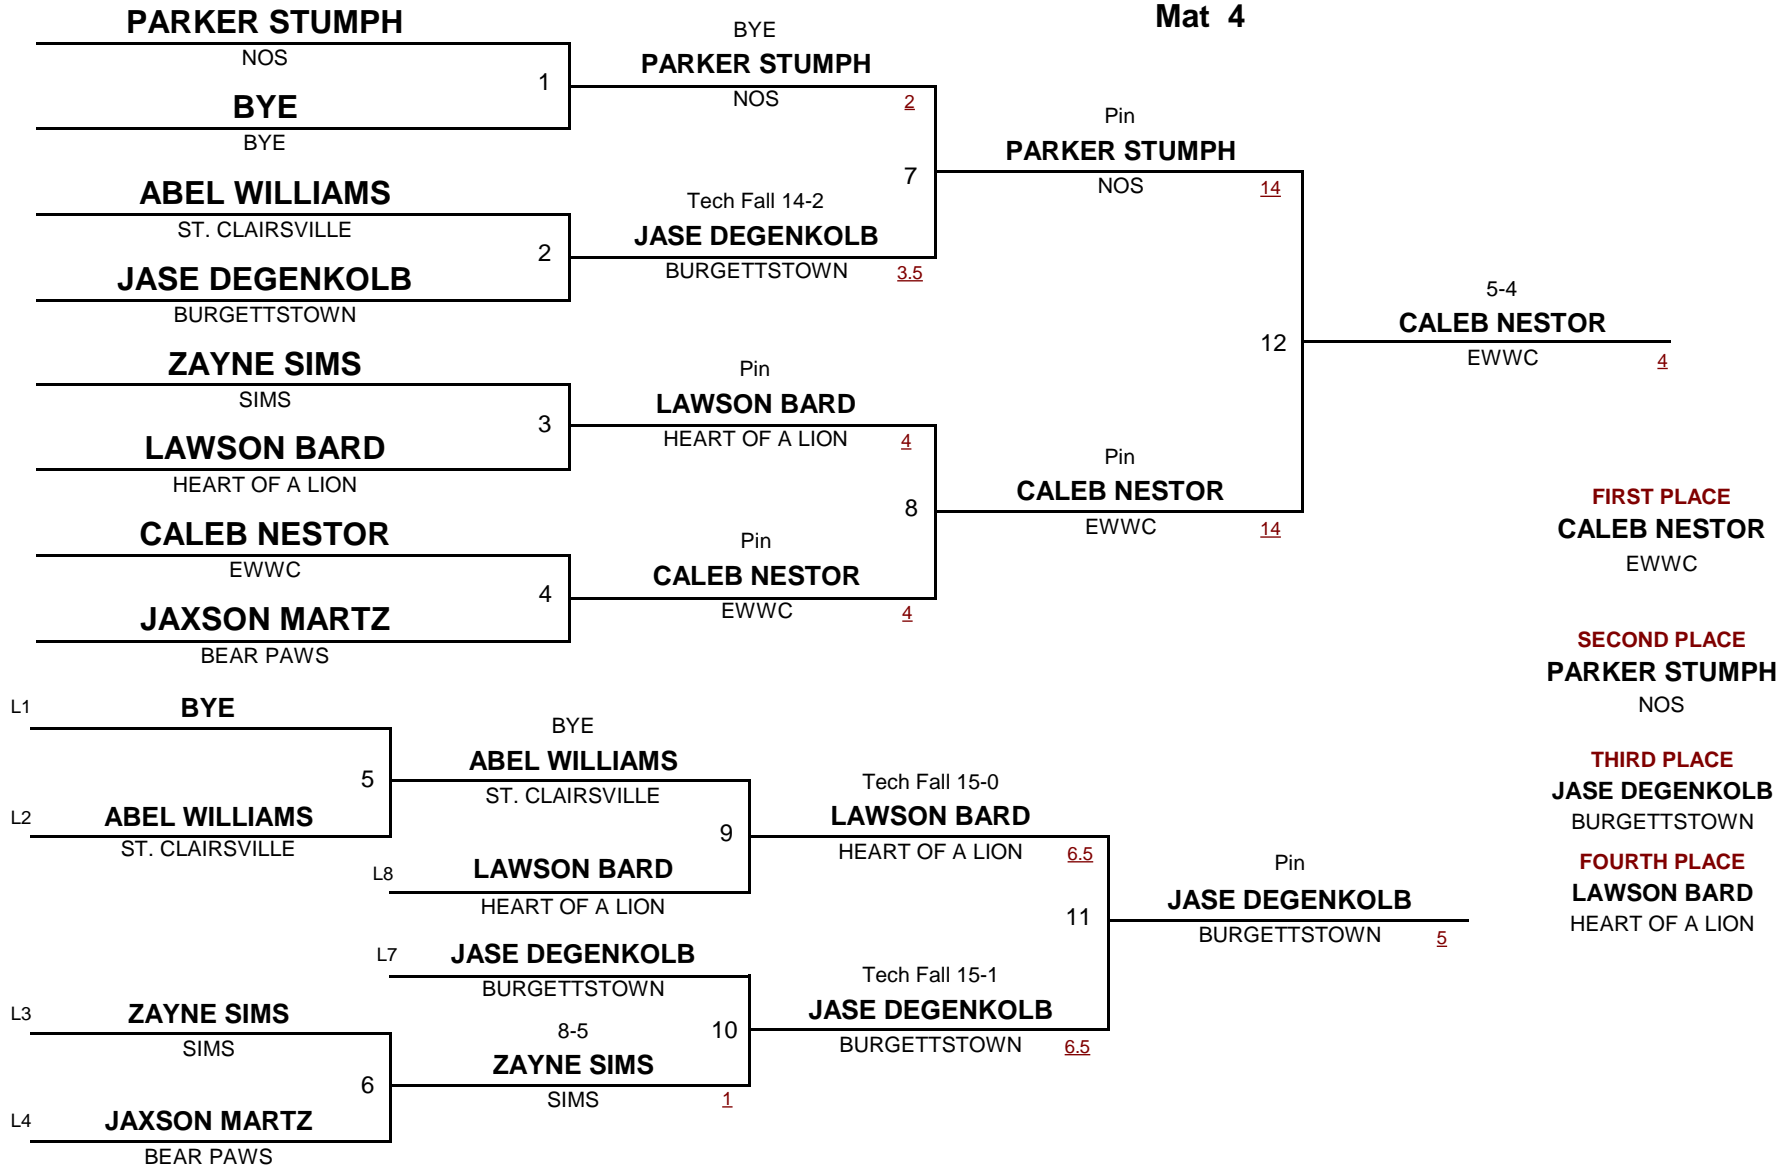 Mat 4
PARKER STUMPH
NOS
1
BYE
BYE
ABEL WILLIAMS
ST. CLAIRSVILLE
2
JASE DEGENKOLB
BURGETTSTOWN
ZAYNE SIMS
SIMS
3
LAWSON BARD
HEART OF A LION
CALEB NESTOR
EWWC
4
JAXSON MARTZ
BEAR PAWS
BYE
PARKER STUMPH
NOS
2
7
Tech Fall 14-2
JASE DEGENKOLB
BURGETTSTOWN
3.5
Pin
LAWSON BARD
HEART OF A LION
4
8
Pin
CALEB NESTOR
EWWC
4
Pin
PARKER STUMPH
NOS
14
12
Pin
CALEB NESTOR
EWWC
14
5-4
CALEB NESTOR
EWWC
4
FIRST PLACE
CALEB NESTOR
EWWC
SECOND PLACE
PARKER STUMPH
NOS
THIRD PLACE
JASE DEGENKOLB
BURGETTSTOWN
FOURTH PLACE
LAWSON BARD
HEART OF A LION
L1
BYE
5
L2
ABEL WILLIAMS
ST. CLAIRSVILLE
L3
ZAYNE SIMS
SIMS
6
L4
JAXSON MARTZ
BEAR PAWS
BYE
ABEL WILLIAMS
ST. CLAIRSVILLE
9
L8
LAWSON BARD
HEART OF A LION
L7
JASE DEGENKOLB
BURGETTSTOWN
10
8-5
ZAYNE SIMS
SIMS
1
Tech Fall 15-0
LAWSON BARD
HEART OF A LION
6.5
11
Tech Fall 15-1
JASE DEGENKOLB
BURGETTSTOWN
6.5
Pin
JASE DEGENKOLB
BURGETTSTOWN
5